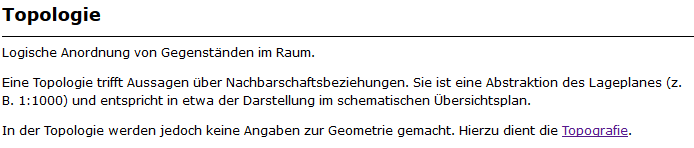 Topologie
Logische Anordnung von Gegenständen im Raum.
Eine Topologie trifft Aussagen über Nachbarschaftsbeziehungen. Sie ist eine Abstraktion des Lageplanes (z.
B. 1:1000) und entspricht in etwa der Darstellung im schematischen Übersichtsplan.
In der Topologie werden jedoch keine Angaben zur Geometrie gemacht. Hierzu dient die Topografie.